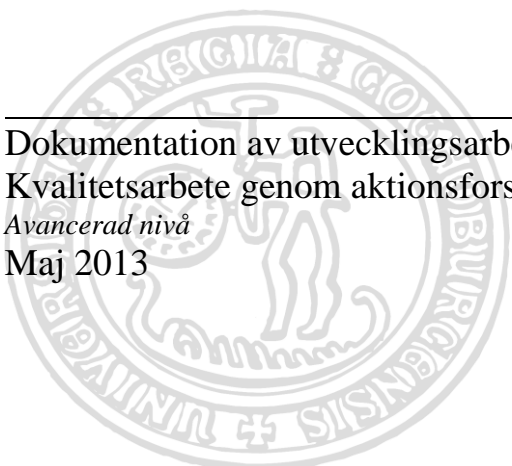 Dokumentation av utvecklingsarbe
Kvalitetsarbete genom aktionsfors
Avancerad nivå
Maj 2013